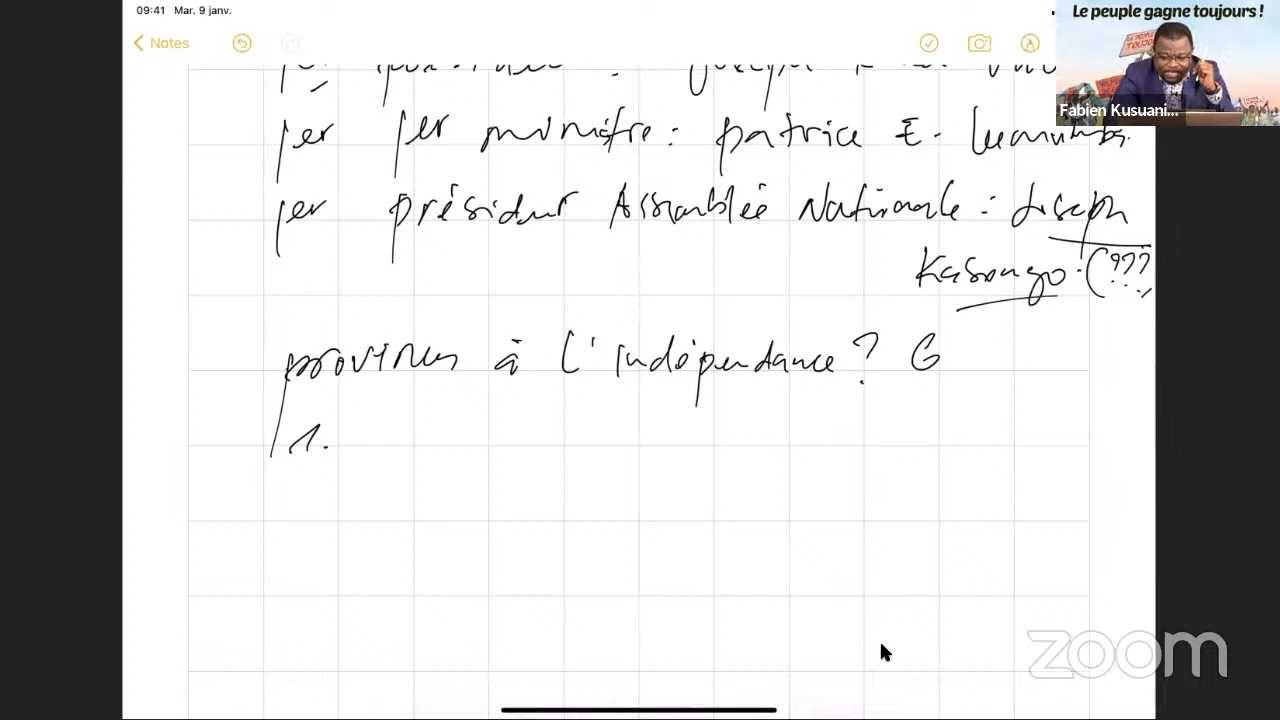 09:41 Mar. 9 janv.
Le peuple gagne toujours !
Notes
Fabien Kusuani...
1er 1er ministre : patrice E. Lumumba.
1er président Assemblée Nationale : Joseph
Kasongo. (???
provinces à l'indépendance ? 6
1.
zoom